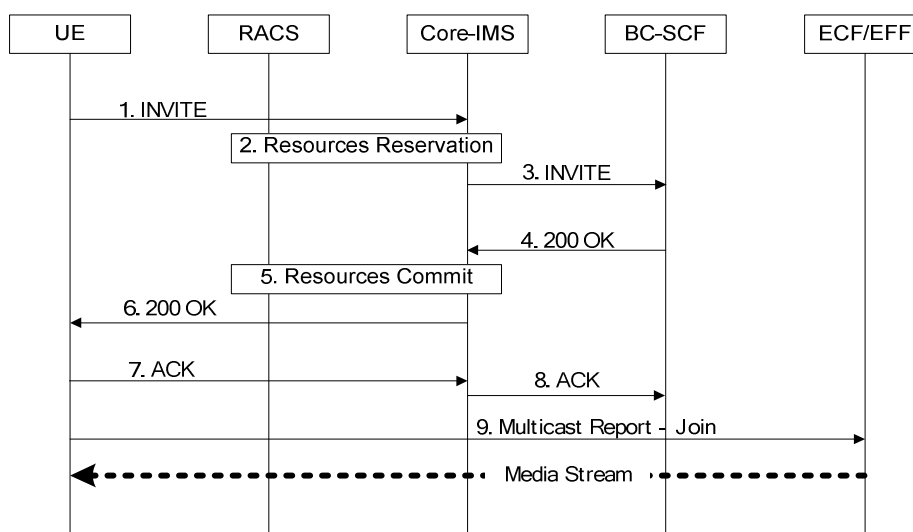 UE
RACS
Core-IMS
BC-SCF
ECF/EFF
1. INVITE
2. Resources Reservation
3. INVITE
4. 200 OK
5. Resources Commit
6. 200 OK
7. ACK
8. ACK
9. Multicast Report - Join
Media Stream